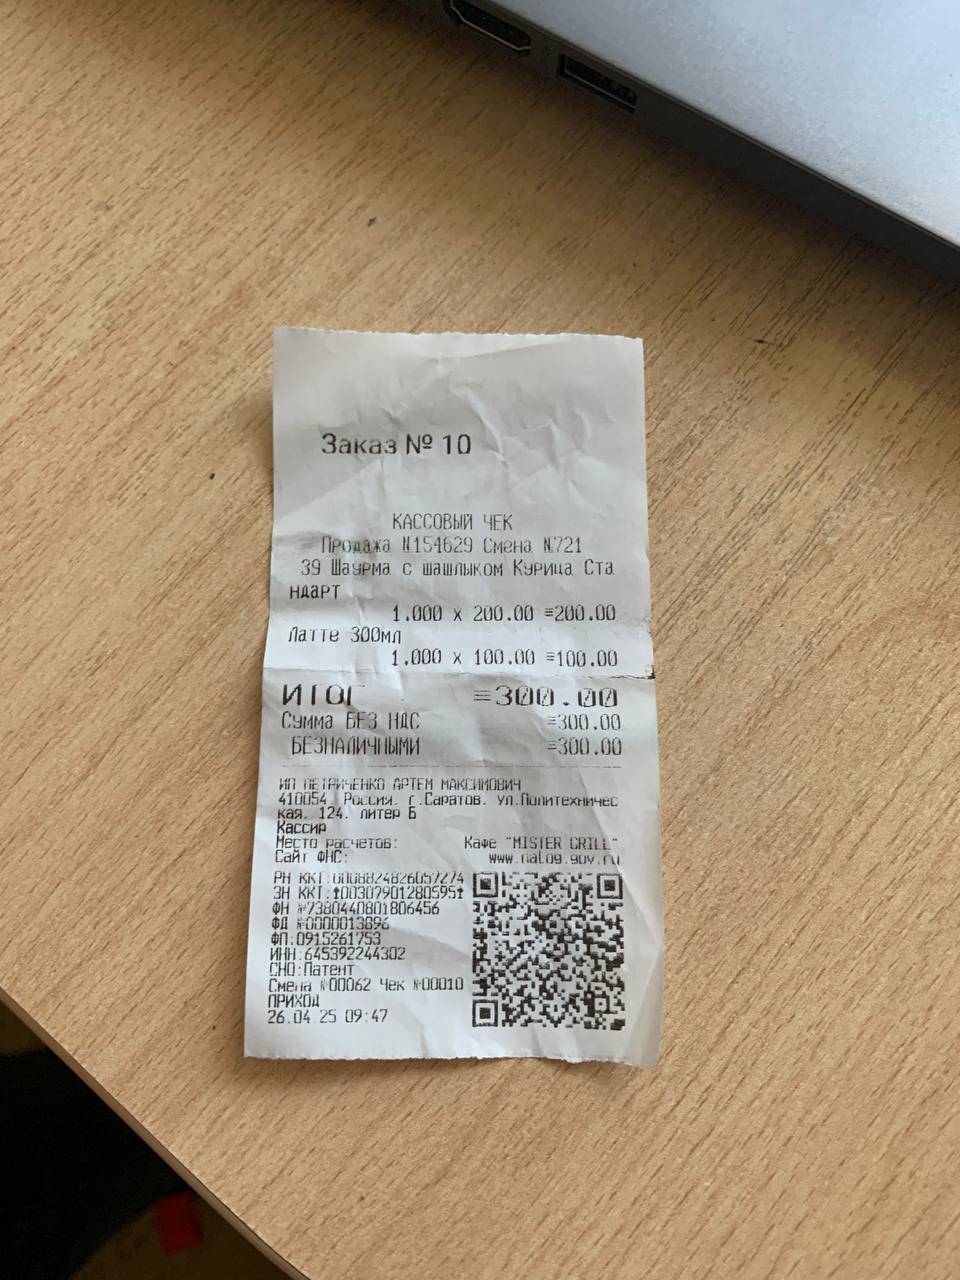 Заказ № 10
КАССОВЫЙ ЧЕК
Продажа №154629 Смена №721
39 Шаурма с шашлыком Курица Ста
ндарт
1.000 x 200.00 =200.00
Латте 300мл
1.000 x 100.00 =100.00
ИТОГ =300.00
Сумма БЕЗ НДС =300.00
БЕЗНАЛИЧНЫМИ =300.00
ИП ПЕТРИЧЕНКО АРТЕМ МАКСИМОВИЧ
410054, Россия, г.Саратов, ул.Политехничес
кая, 124, литер Б
Кассир
Место расчетов: Кафе "MISTER GRILL"
Сайт ФНС: www.nalog.gov.ru
РН ККТ:0008824826057274
ЗН ККТ:↑00307901280595↑
ФН №7380440801806456
ФД №0000013896
ФП:0915261753
ИНН:645392244302
СНО:Патент
Смена №00062 Чек №00010
ПРИХОД
26.04.25 09:47